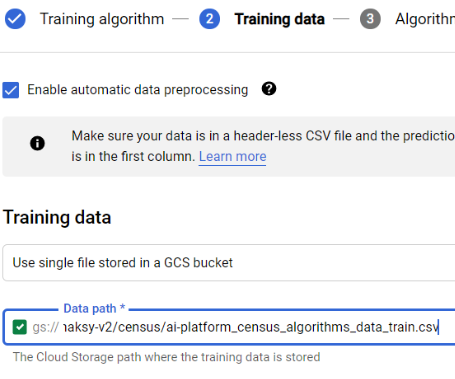 Training algorithm — 2 Training data — 3 Algorithm
Enable automatic data preprocessing ?
Make sure your data is in a header-less CSV file and the
is in the first column. Learn more
Training data
Use single file stored in a GCS bucket
Data path *
gs:// naksy-v2/census/ai-platform_census_algorithms_data_train.csv
The Cloud Storage path where the training data is stored